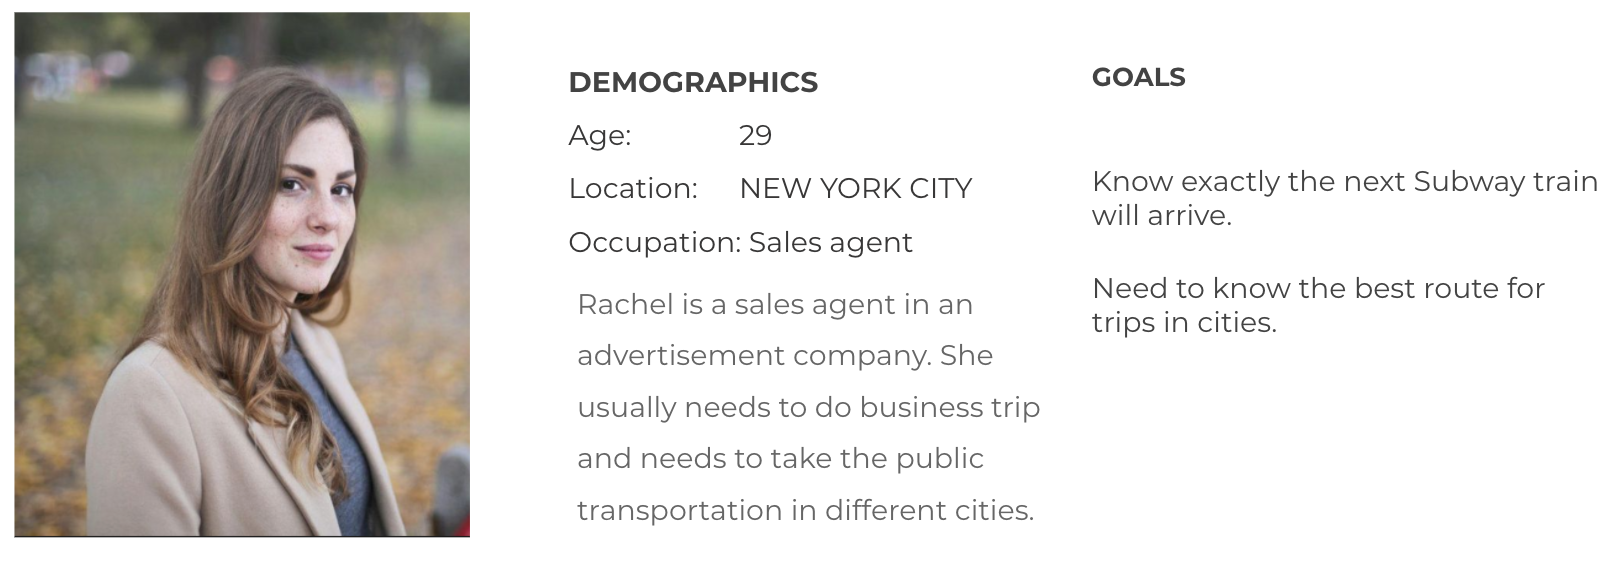 DEMOGRAPHICS
Age: 29
Location: NEW YORK CITY
Occupation: Sales agent
Rachel is a sales agent in an
advertisement company. She
usually needs to do business trip
and needs to take the public
transportation in different cities.
GOALS
Know exactly the next Subway train
will arrive.
Need to know the best route for
trips in cities.